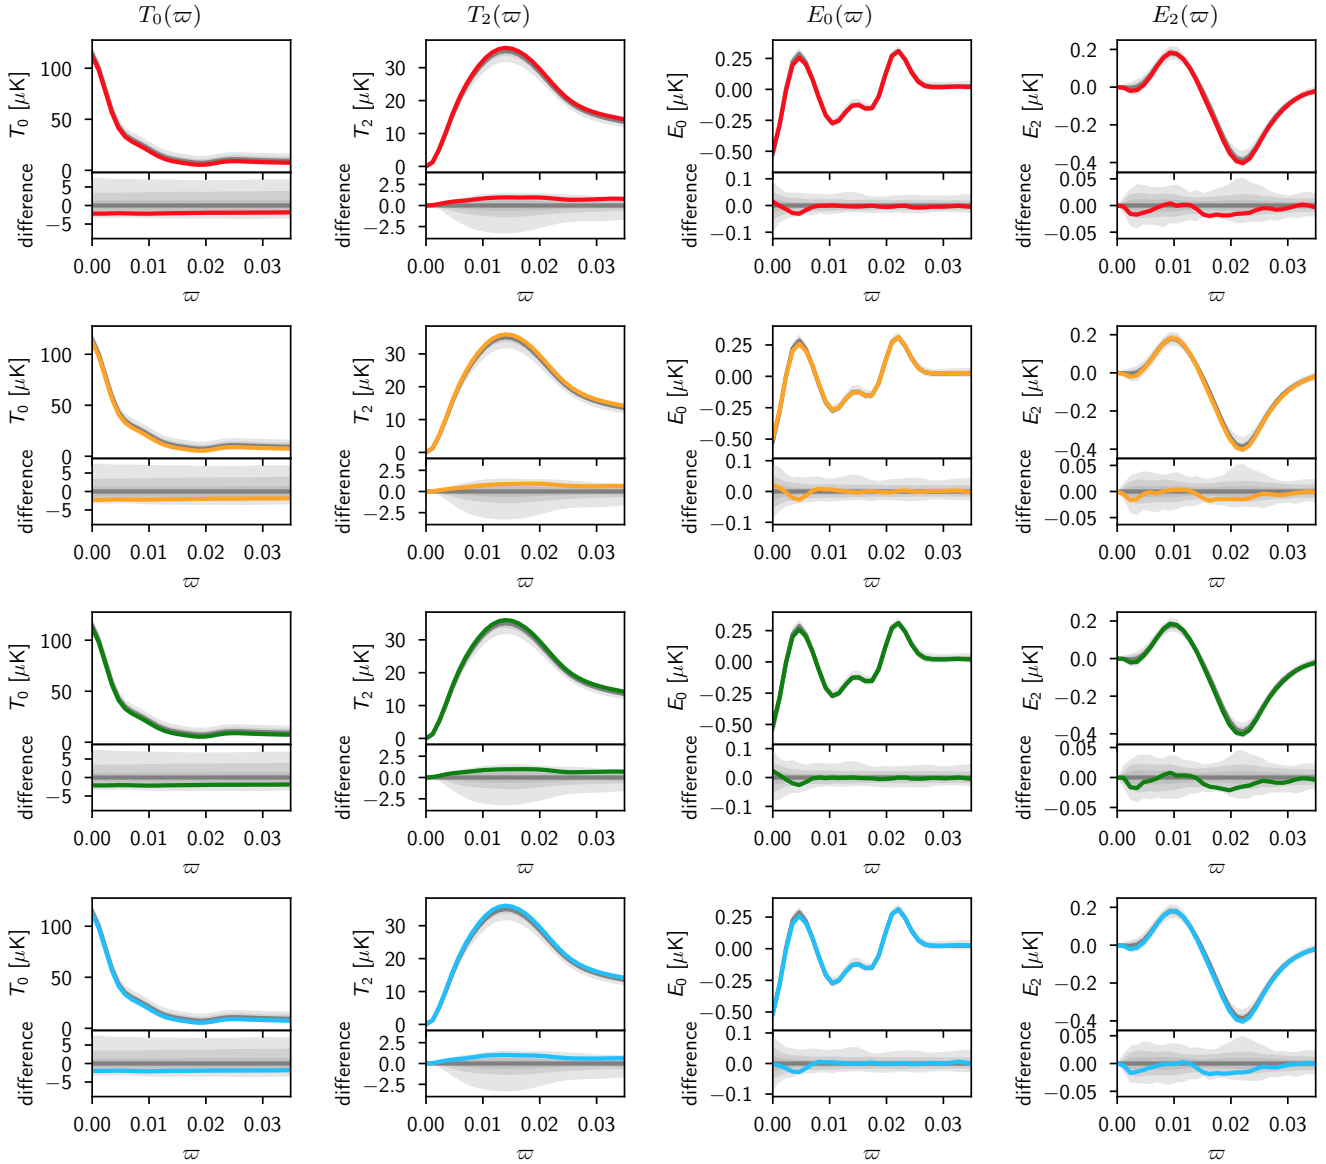 T₀(ϖ) T₂(ϖ) E₀(ϖ) E₂(ϖ)
T₀ [μK] 100 50 0
T₂ [μK] 30 20 10 0
E₀ [μK] 0.25 0.00 −0.25 −0.50
E₂ [μK] 0.2 0.0 −0.2 −0.4
difference 5 0 −5
difference 2.5 0.0 −2.5
difference 0.1 0.0 −0.1
difference 0.05 0.00 −0.05
0.00 0.01 0.02 0.03 0.00 0.01 0.02 0.03 0.00 0.01 0.02 0.03 0.00 0.01 0.02 0.03
ϖ ϖ ϖ ϖ
T₀ [μK] 100 50 0
T₂ [μK] 30 20 10 0
E₀ [μK] 0.25 0.00 −0.25 −0.50
E₂ [μK] 0.2 0.0 −0.2 −0.4
difference 5 0 −5
difference 2.5 0.0 −2.5
difference 0.1 0.0 −0.1
difference 0.05 0.00 −0.05
0.00 0.01 0.02 0.03 0.00 0.01 0.02 0.03 0.00 0.01 0.02 0.03 0.00 0.01 0.02 0.03
ϖ ϖ ϖ ϖ
T₀ [μK] 100 50 0
T₂ [μK] 30 20 10 0
E₀ [μK] 0.25 0.00 −0.25 −0.50
E₂ [μK] 0.2 0.0 −0.2 −0.4
difference 5 0 −5
difference 2.5 0.0 −2.5
difference 0.1 0.0 −0.1
difference 0.05 0.00 −0.05
0.00 0.01 0.02 0.03 0.00 0.01 0.02 0.03 0.00 0.01 0.02 0.03 0.00 0.01 0.02 0.03
ϖ ϖ ϖ ϖ
T₀ [μK] 100 50 0
T₂ [μK] 30 20 10 0
E₀ [μK] 0.25 0.00 −0.25 −0.50
E₂ [μK] 0.2 0.0 −0.2 −0.4
difference 5 0 −5
difference 2.5 0.0 −2.5
difference 0.1 0.0 −0.1
difference 0.05 0.00 −0.05
0.00 0.01 0.02 0.03 0.00 0.01 0.02 0.03 0.00 0.01 0.02 0.03 0.00 0.01 0.02 0.03
ϖ ϖ ϖ ϖ